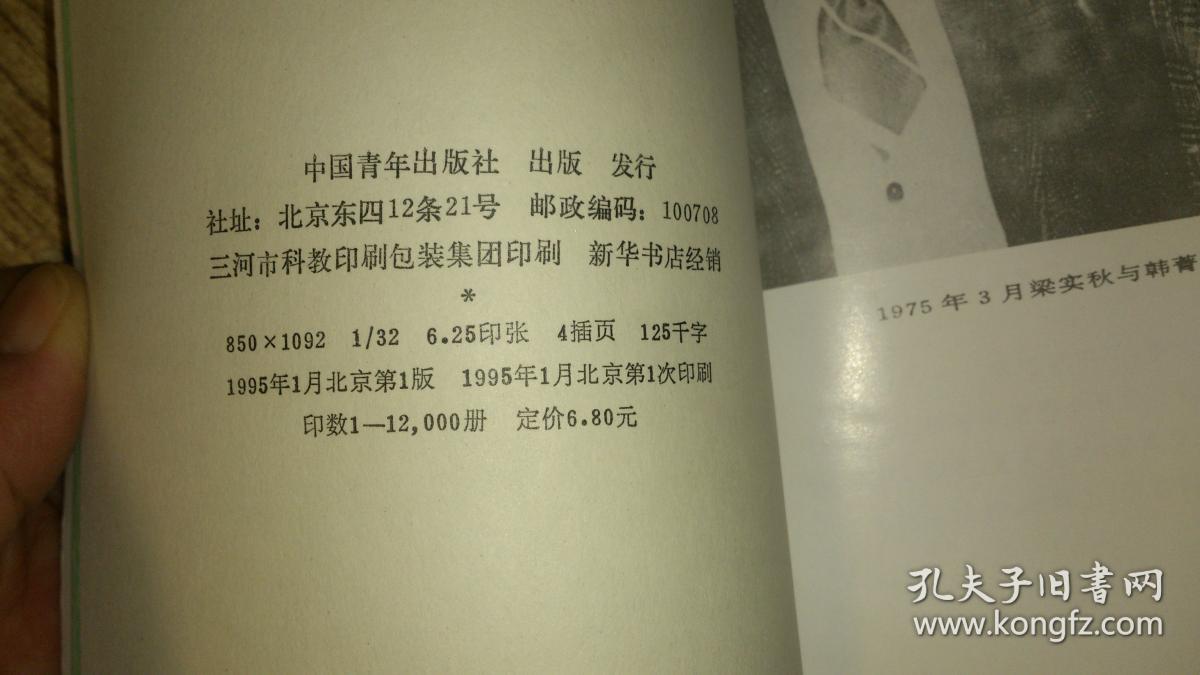 中国青年出版社 出版 发行
社址：北京东四12条21号 邮政编码：100708
三河市科教印刷包装集团印刷 新华书店经销
*
850×1092 1/32 6.25印张 4插页 125千字
1995年1月北京第1版 1995年1月北京第1次印刷
印数1—12,000册 定价6.80元
1975年3月梁实秋与韩菁
孔夫子旧书网
www.kongfz.com